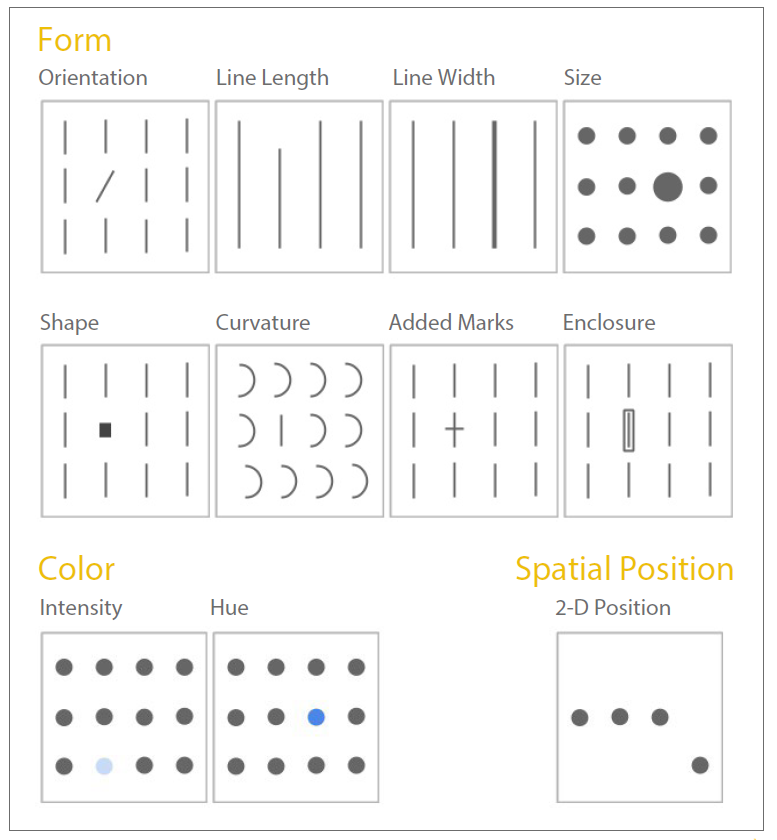 Form
Orientation Line Length Line Width Size
Shape Curvature Added Marks Enclosure
Color Spatial Position
Intensity Hue 2-D Position